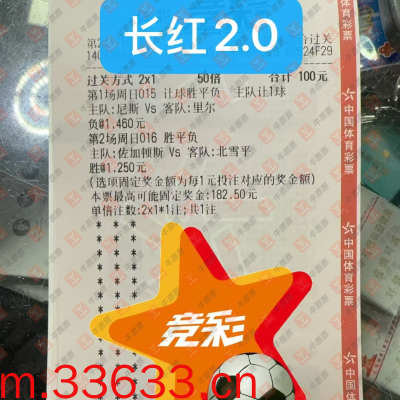 长红2.0
过关方式 2x1 50倍 合计 100元
第1场周日015 让球胜平负 主队让1球
主队:尼斯 Vs 客队:里尔
负@1,460元
第2场周日016 胜平负
主队:佐加顿斯 Vs 客队:北雪平
胜@1,250元
(选项固定奖金额为每1元投注对应的奖金额)
本票最高可能固定奖金:182.50元
单倍注数:2x1*1注;共1注
竞彩
m.33633.cn
中国体育彩票
中国体育彩票
中国体育彩票